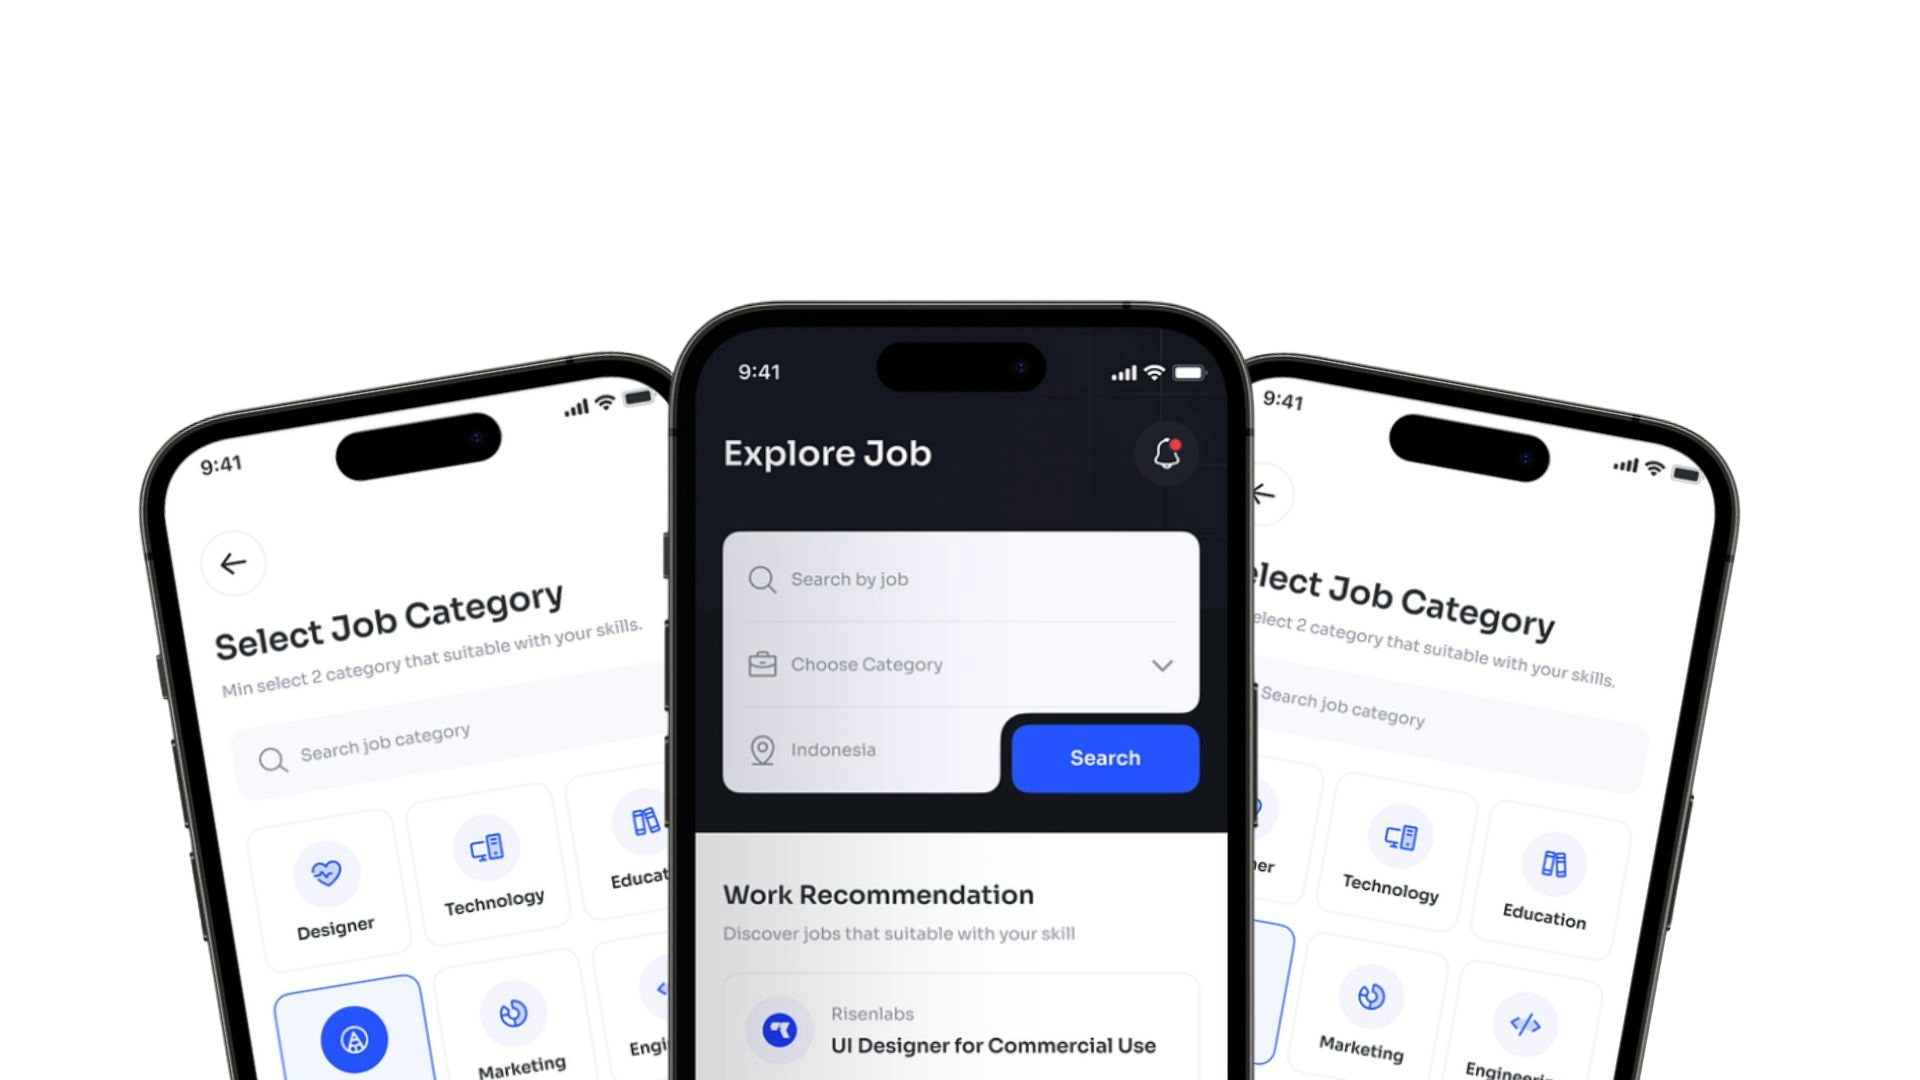 9:41
Select Job Category
Min select 2 category that suitable with your skills.
Search job category
Designer
Technology
Educat
Marketing
Engi
9:41
Explore Job
Search by job
Choose Category
Indonesia
Search
Work Recommendation
Discover jobs that suitable with your skill
Risenlabs
UI Designer for Commercial Use
9:41
elect Job Category
elect 2 category that suitable with your skills.
Search job category
er
Technology
Education
Marketing
Engineerin